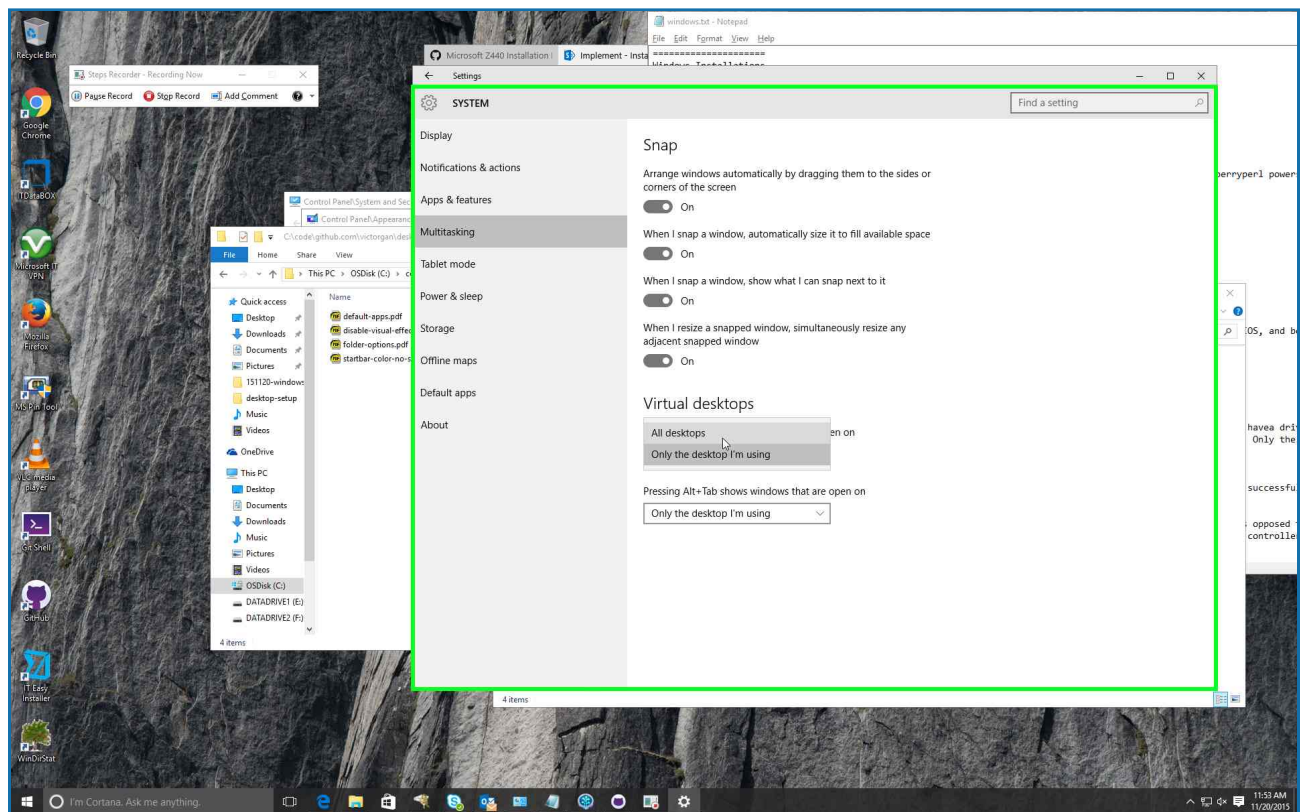 Recycle Bin
Google
Chrome
TDataBOX
Microsoft IT
VPN
Mozilla
Firefox
MS Pin Tool
VLC media
player
Git Shell
GitHub
IT Easy
Installer
WinDirStat
Steps Recorder - Recording Now
Pause Record
Stop Record
Add Comment
windows.txt - Notepad
File Edit Format View Help
=====================
Windows Installations
Microsoft Z440 Installation
Implement - Insta
Control Panel\System and Sec
Control Panel\Appearanc
C:\code\github.com\victorgan\des
File Home Share View
This PC > OSDisk (C:) > c
Quick access
Desktop
Downloads
Documents
Pictures
151120-windows
desktop-setup
Music
Videos
OneDrive
This PC
Desktop
Documents
Downloads
Music
Pictures
Videos
OSDisk (C:)
DATADRIVE1 (E:)
DATADRIVE2 (F:)
4 items
Name
default-apps.pdf
disable-visual-effec
folder-options.pdf
startbar-color-no-s
Settings
SYSTEM
Find a setting
Display
Notifications & actions
Apps & features
Multitasking
Tablet mode
Power & sleep
Storage
Offline maps
Default apps
About
Snap
Arrange windows automatically by dragging them to the sides or
corners of the screen
On
When I snap a window, automatically size it to fill available space
On
When I snap a window, show what I can snap next to it
On
When I resize a snapped window, simultaneously resize any
adjacent snapped window
On
Virtual desktops
All desktops
en on
Only the desktop I'm using
Pressing Alt+Tab shows windows that are open on
Only the desktop I'm using
4 items
erryperl power
OS, and b
havea dri
Only the
successfu
opposed
controlle
I'm Cortana. Ask me anything.
11:53 AM
11/20/2015